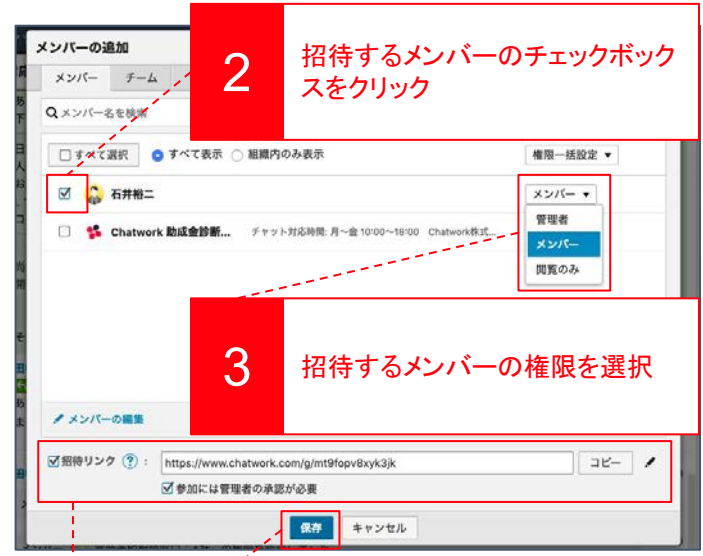 メンバーの追加
2
招待するメンバーのチェックボック
スをクリック
メンバー チーム
メンバー名を検索
すべて選択 すべて表示 組織内のみ表示 権限一括設定 ▼
石井裕二 メンバー ▼
Chatwork 助成金診断... チャット対応時間: 月〜金 10:00〜18:00 Chatwork株式...
管理者
メンバー
閲覧のみ
3
招待するメンバーの権限を選択
メンバーの編集
招待リンク ? : https://www.chatwork.com/g/mt9fopv8xyk3jk コピー
参加には管理者の承認が必要
保存 キャンセル